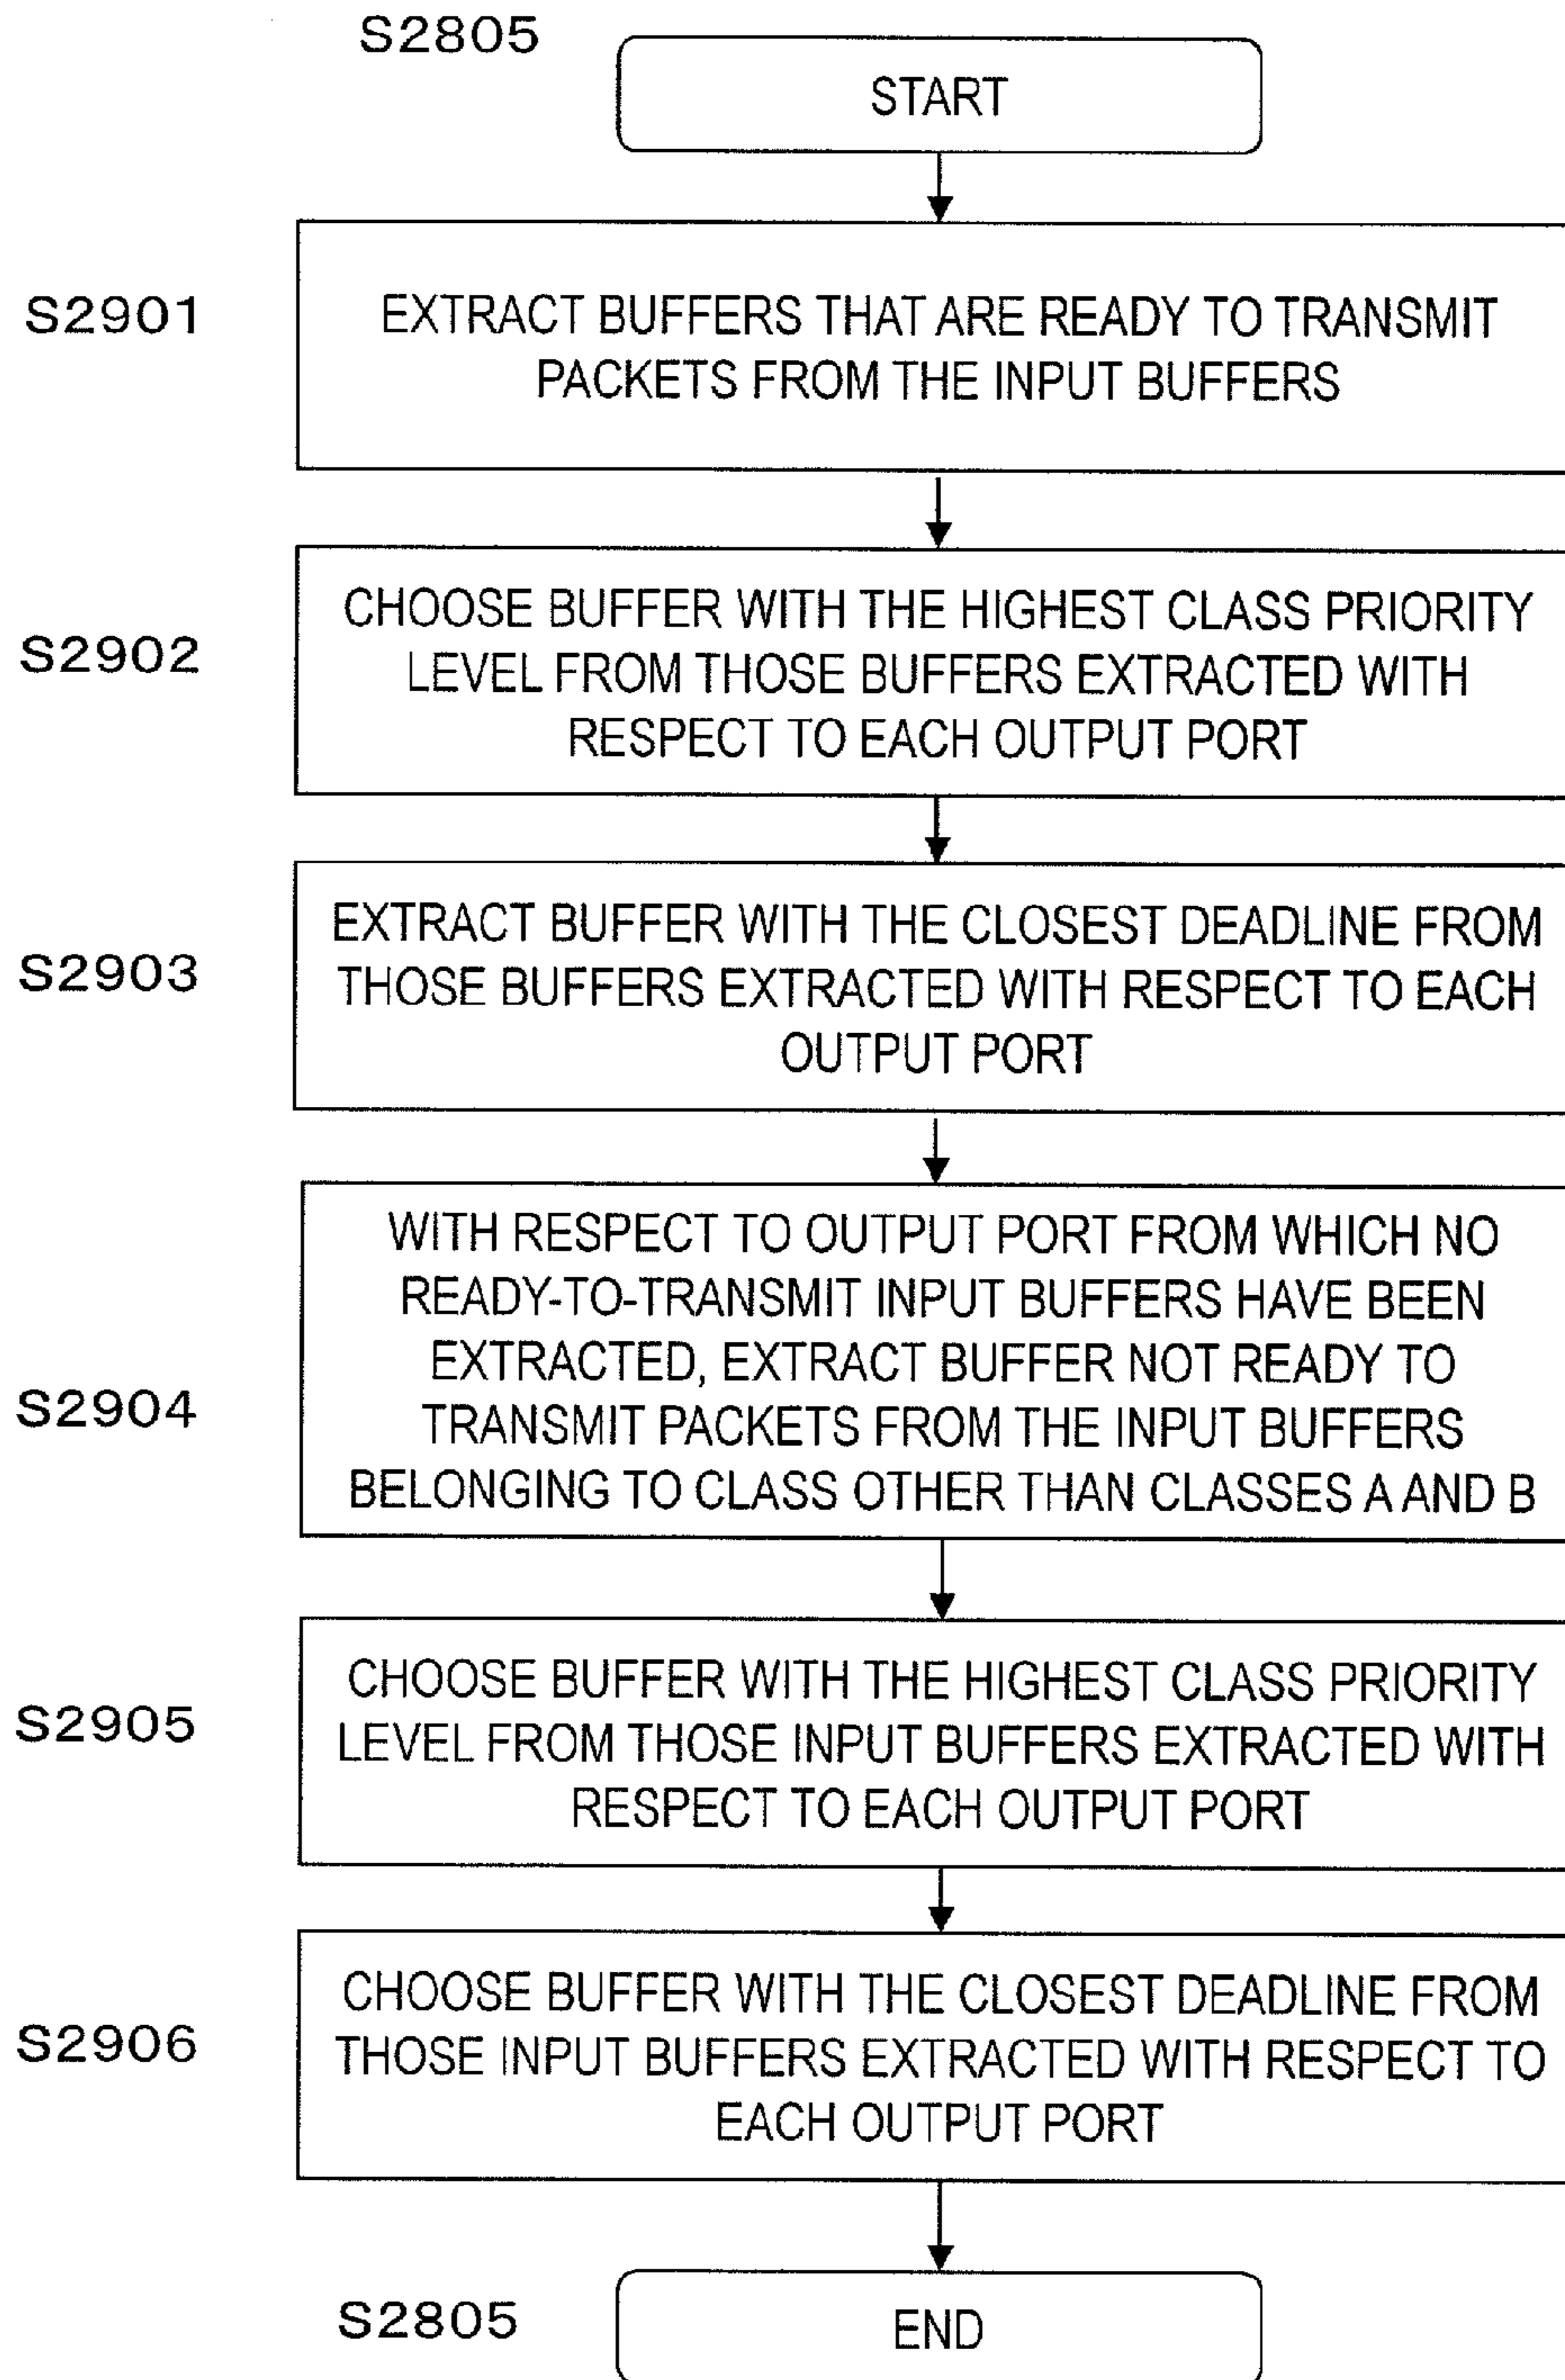 S2805
START
S2901
EXTRACT BUFFERS THAT ARE READY TO TRANSMIT
PACKETS FROM THE INPUT BUFFERS
S2902
CHOOSE BUFFER WITH THE HIGHEST CLASS PRIORITY
LEVEL FROM THOSE BUFFERS EXTRACTED WITH
RESPECT TO EACH OUTPUT PORT
S2903
EXTRACT BUFFER WITH THE CLOSEST DEADLINE FROM
THOSE BUFFERS EXTRACTED WITH RESPECT TO EACH
OUTPUT PORT
S2904
WITH RESPECT TO OUTPUT PORT FROM WHICH NO
READY-TO-TRANSMIT INPUT BUFFERS HAVE BEEN
EXTRACTED, EXTRACT BUFFER NOT READY TO
TRANSMIT PACKETS FROM THE INPUT BUFFERS
BELONGING TO CLASS OTHER THAN CLASSES A AND B
S2905
CHOOSE BUFFER WITH THE HIGHEST CLASS PRIORITY
LEVEL FROM THOSE INPUT BUFFERS EXTRACTED WITH
RESPECT TO EACH OUTPUT PORT
S2906
CHOOSE BUFFER WITH THE CLOSEST DEADLINE FROM
THOSE INPUT BUFFERS EXTRACTED WITH RESPECT TO
EACH OUTPUT PORT
S2805
END